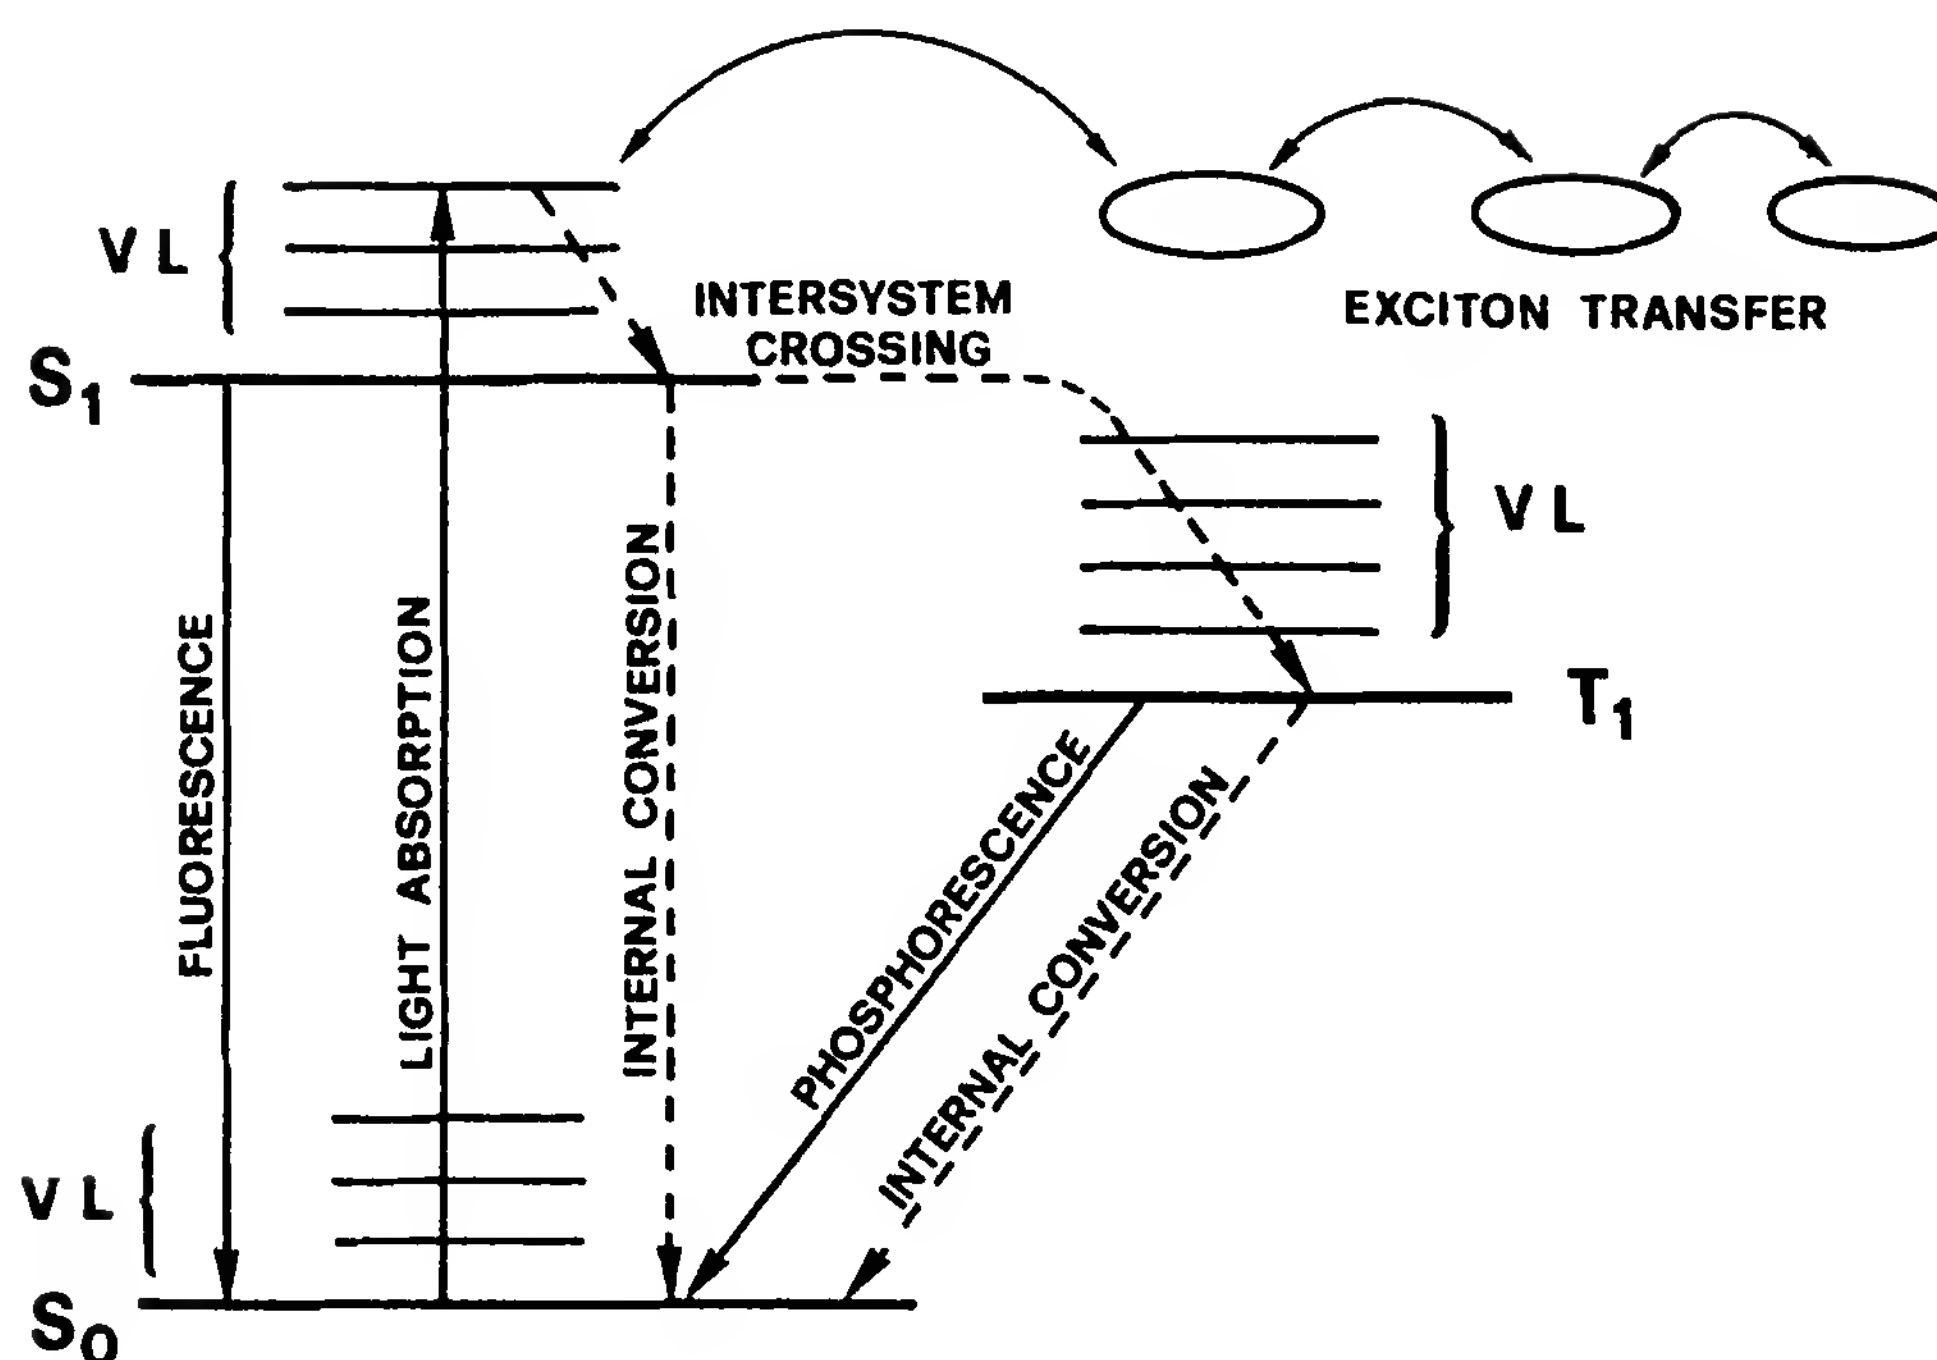 VL
INTERSYSTEM
CROSSING
EXCITON TRANSFER
S1
VL
T1
FLUORESCENCE
LIGHT ABSORPTION
INTERNAL CONVERSION
PHOSPHORESCENCE
INTERNAL CONVERSION
VL
S0